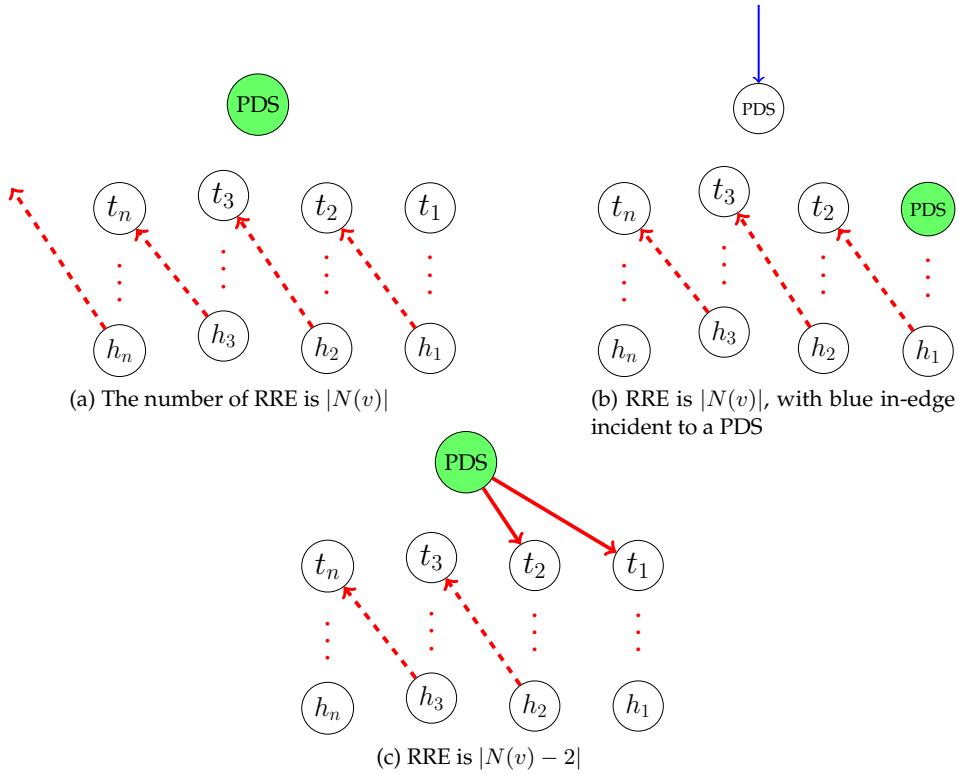 PDS
PDS
t_n t_3 t_2 t_1
t_n t_3 t_2 PDS
h_n h_3 h_2 h_1
h_n h_3 h_2 h_1
(a) The number of RRE is |N(v)|
(b) RRE is |N(v)|, with blue in-edge
incident to a PDS
PDS
t_n t_3 t_2 t_1
h_n h_3 h_2 h_1
(c) RRE is |N(v) − 2|